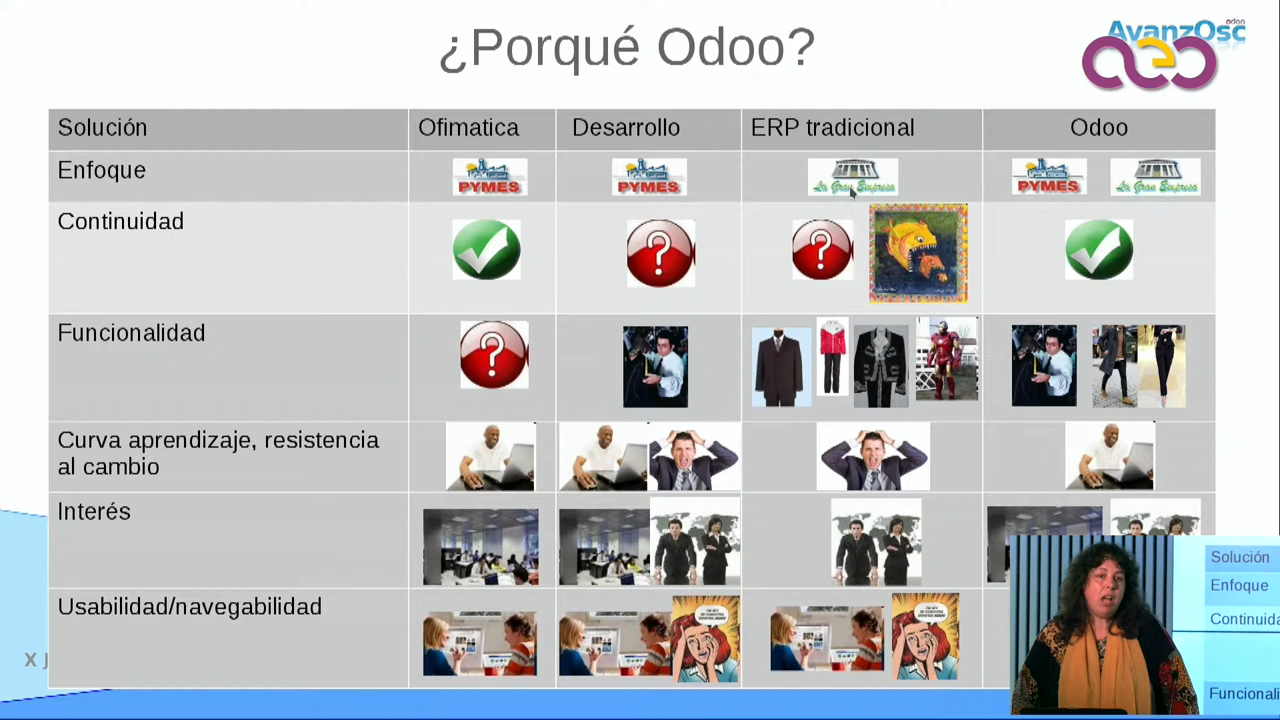 ¿Porqué Odoo?
odoo
AvanzOsc
Solución Ofimatica Desarrollo ERP tradicional Odoo
Enfoque PYMES PYMES La Gran Empresa PYMES La Gran Empresa
Continuidad
Funcionalidad
Curva aprendizaje, resistencia
al cambio
Interés
Usabilidad/navegabilidad
X J
Solución
Enfoque
Continuida
Funcionali